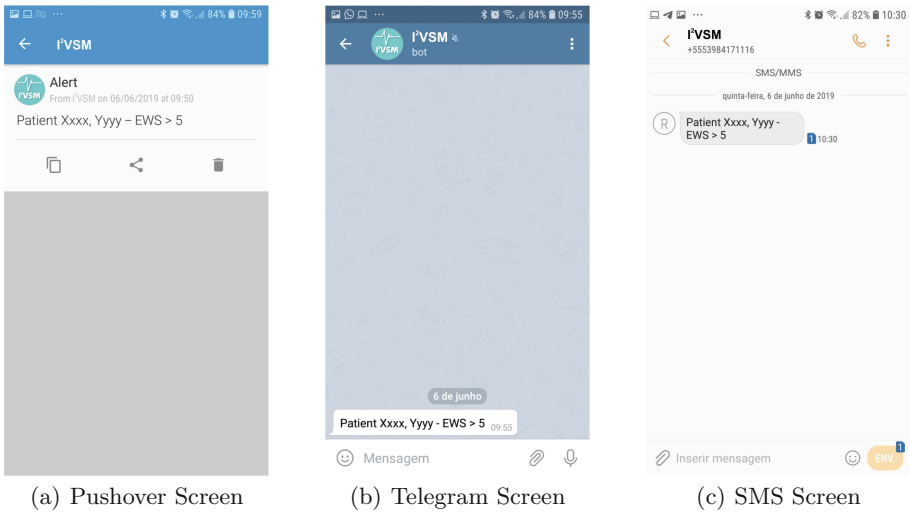 84% 09:59
I²VSM
I²VSM
Alert
From I²VSM on 06/06/2019 at 09:50
Patient Xxxx, Yyyy – EWS > 5
(a) Pushover Screen
84% 09:55
I²VSM
I²VSM
bot
6 de junho
Patient Xxxx, Yyyy - EWS > 5 09:55
Mensagem
(b) Telegram Screen
82% 10:30
I²VSM
+5553984171116
SMS/MMS
quinta-feira, 6 de junho de 2019
R
Patient Xxxx, Yyyy -
EWS > 5
1 10:30
Inserir mensagem
1
ENV.
(c) SMS Screen